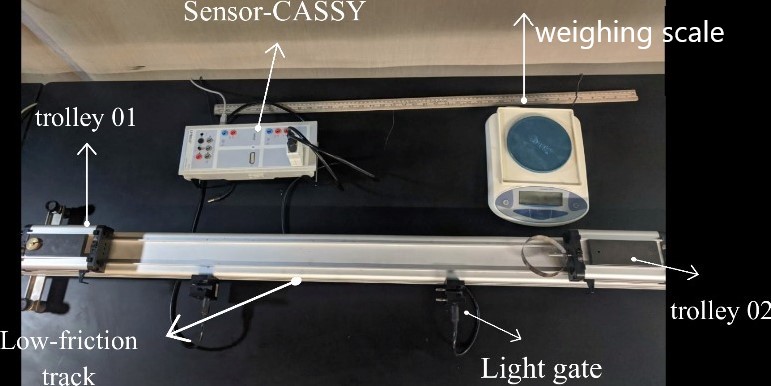 Sensor-CASSY
weighing scale
trolley 01
trolley 02
Low-friction
track
Light gate